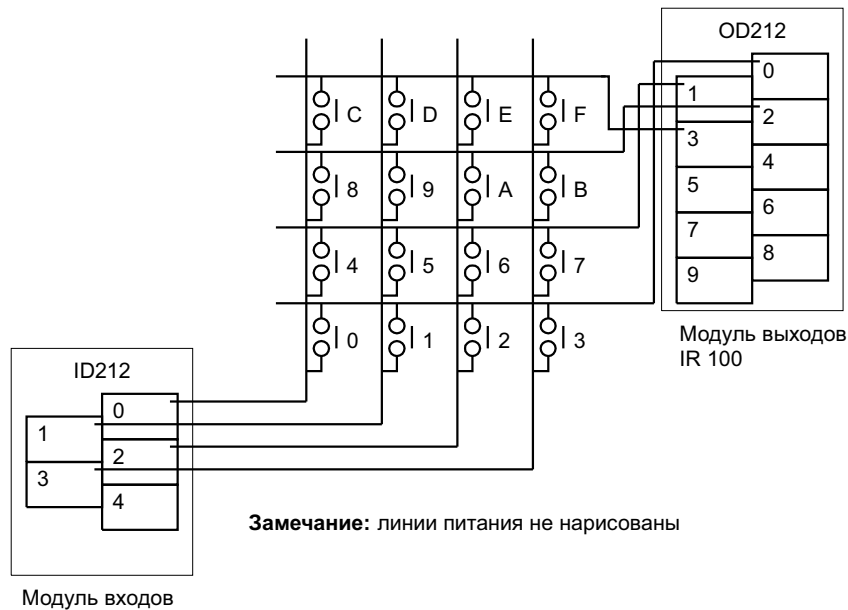 OD212
0
1
2
3
4
5
6
7
8
9
Модуль выходов
IR 100
C D E F
8 9 A B
4 5 6 7
0 1 2 3
ID212
0
1
2
3
4
Замечание: линии питания не нарисованы
Модуль входов